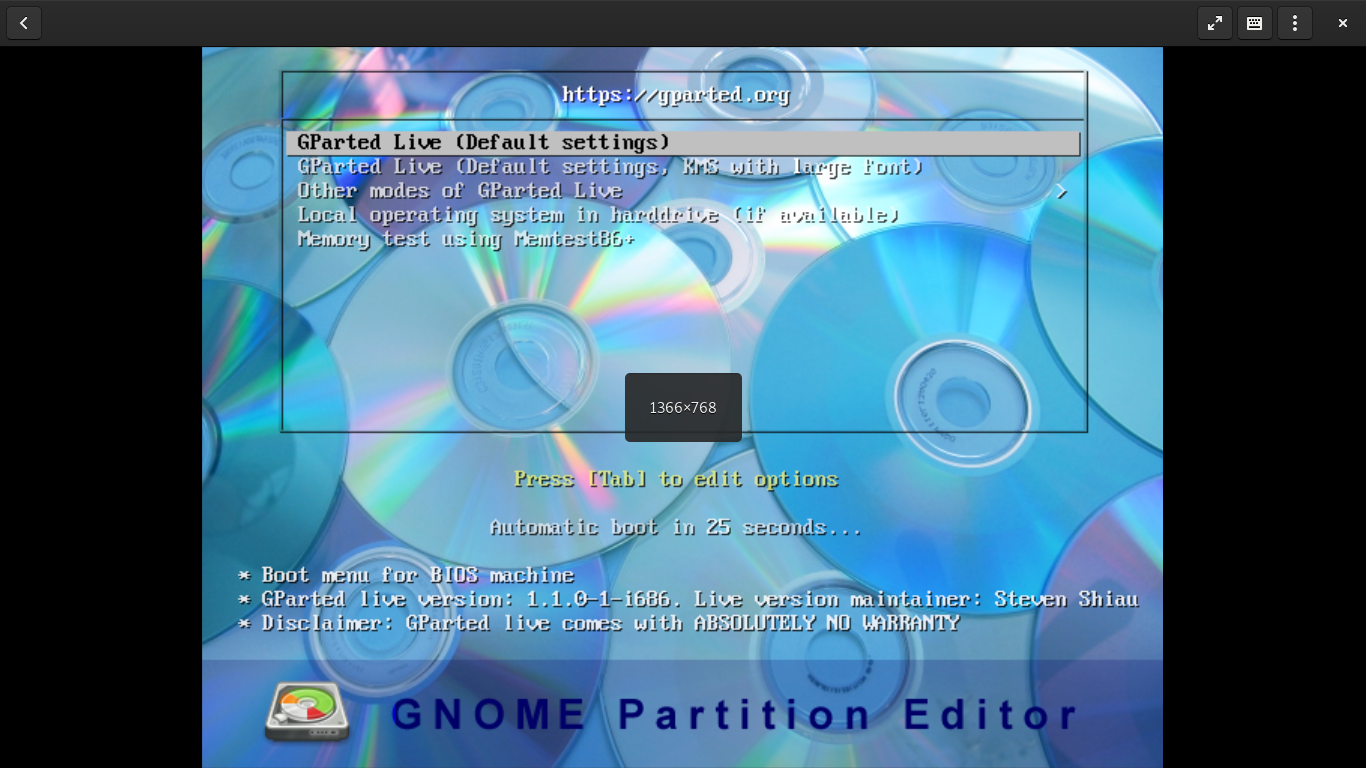 https://gparted.org
GParted Live (Default settings)
GParted Live (Default settings, KMS with large font)
Other modes of GParted Live >
Local operating system in harddrive (if available)
Memory test using Memtest86+
1366×768
Press [Tab] to edit options
Automatic boot in 25 seconds...
* Boot menu for BIOS machine
* GParted live version: 1.1.0-1-i686. Live version maintainer: Steven Shiau
* Disclaimer: GParted live comes with ABSOLUTELY NO WARRANTY
GNOME Partition Editor